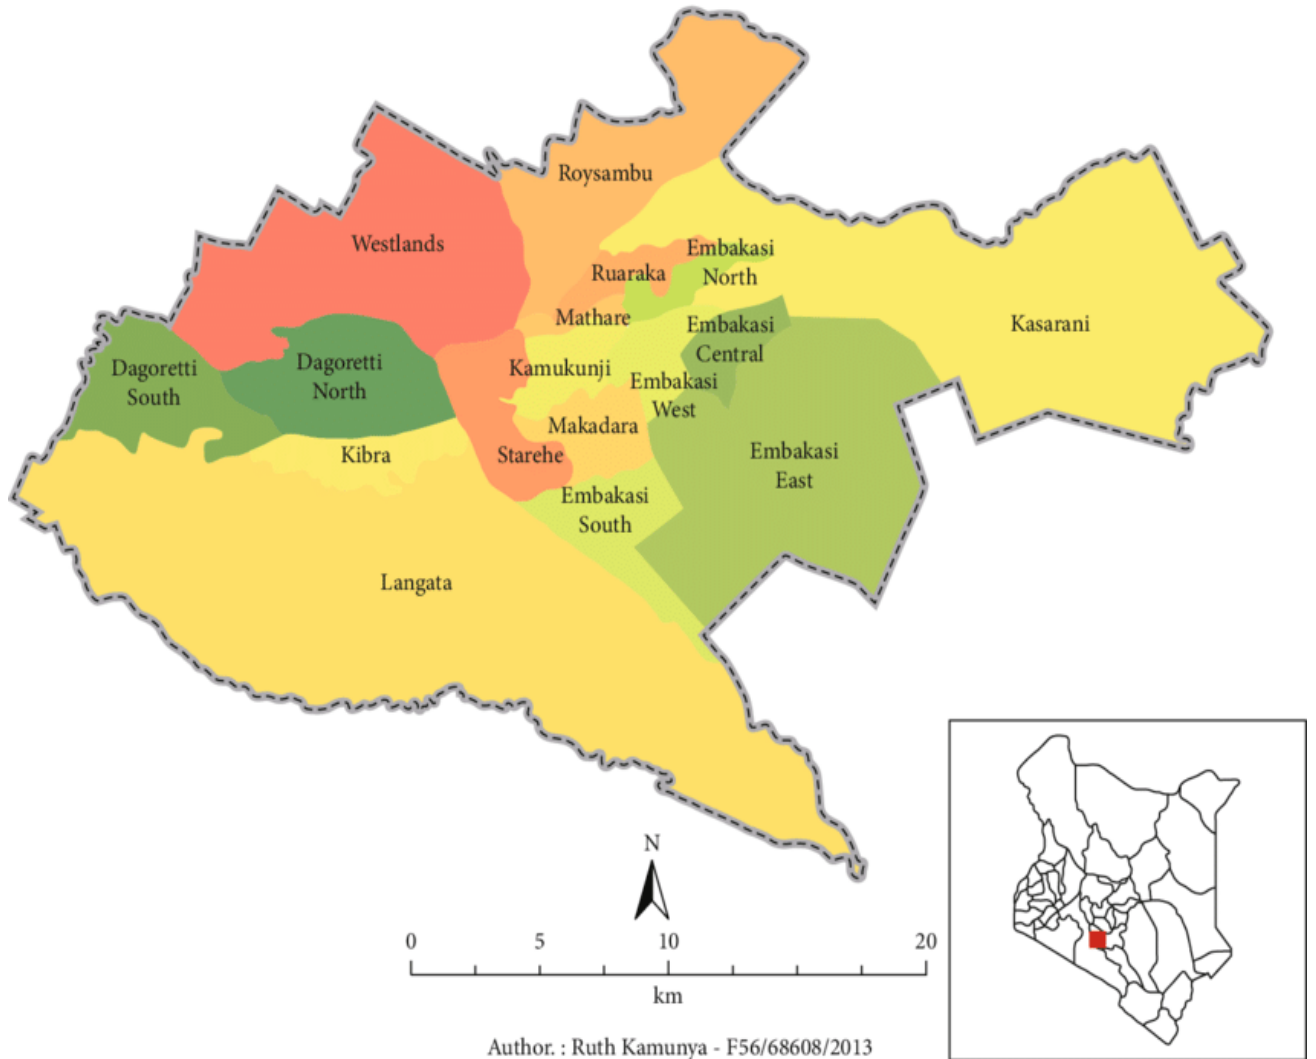 Roysambu
Westlands
Embakasi
North
Ruaraka
Mathare
Embakasi
Central
Kasarani
Dagoretti
South
Dagoretti
North
Kamukunji
Embakasi
West
Makadara
Kibra
Starehe
Embakasi
East
Embakasi
South
Langata
N
0 5 10 20
km
Author. : Ruth Kamunya - F56/68608/2013